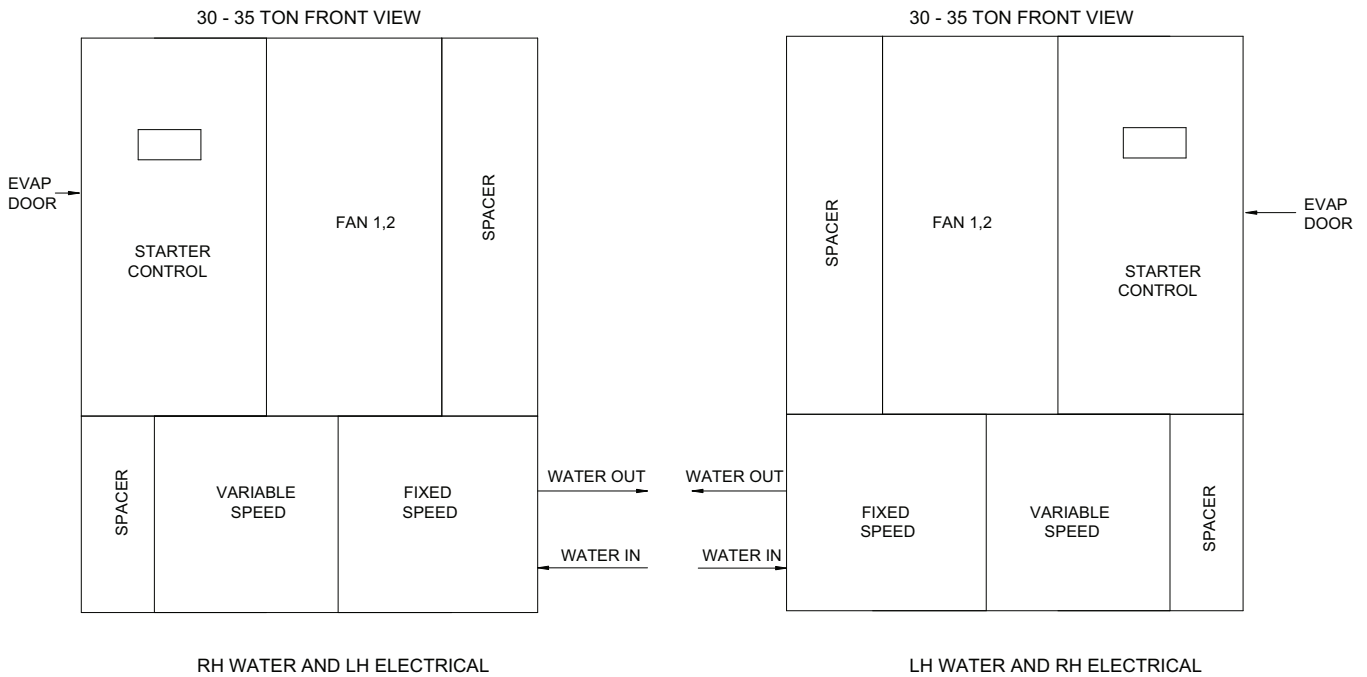 30 - 35 TON FRONT VIEW
EVAP
DOOR
STARTER
CONTROL
FAN 1,2
SPACER
SPACER
VARIABLE
SPEED
FIXED
SPEED
WATER OUT
WATER IN
RH WATER AND LH ELECTRICAL
30 - 35 TON FRONT VIEW
SPACER
FAN 1,2
STARTER
CONTROL
EVAP
DOOR
WATER OUT
WATER IN
FIXED
SPEED
VARIABLE
SPEED
SPACER
LH WATER AND RH ELECTRICAL